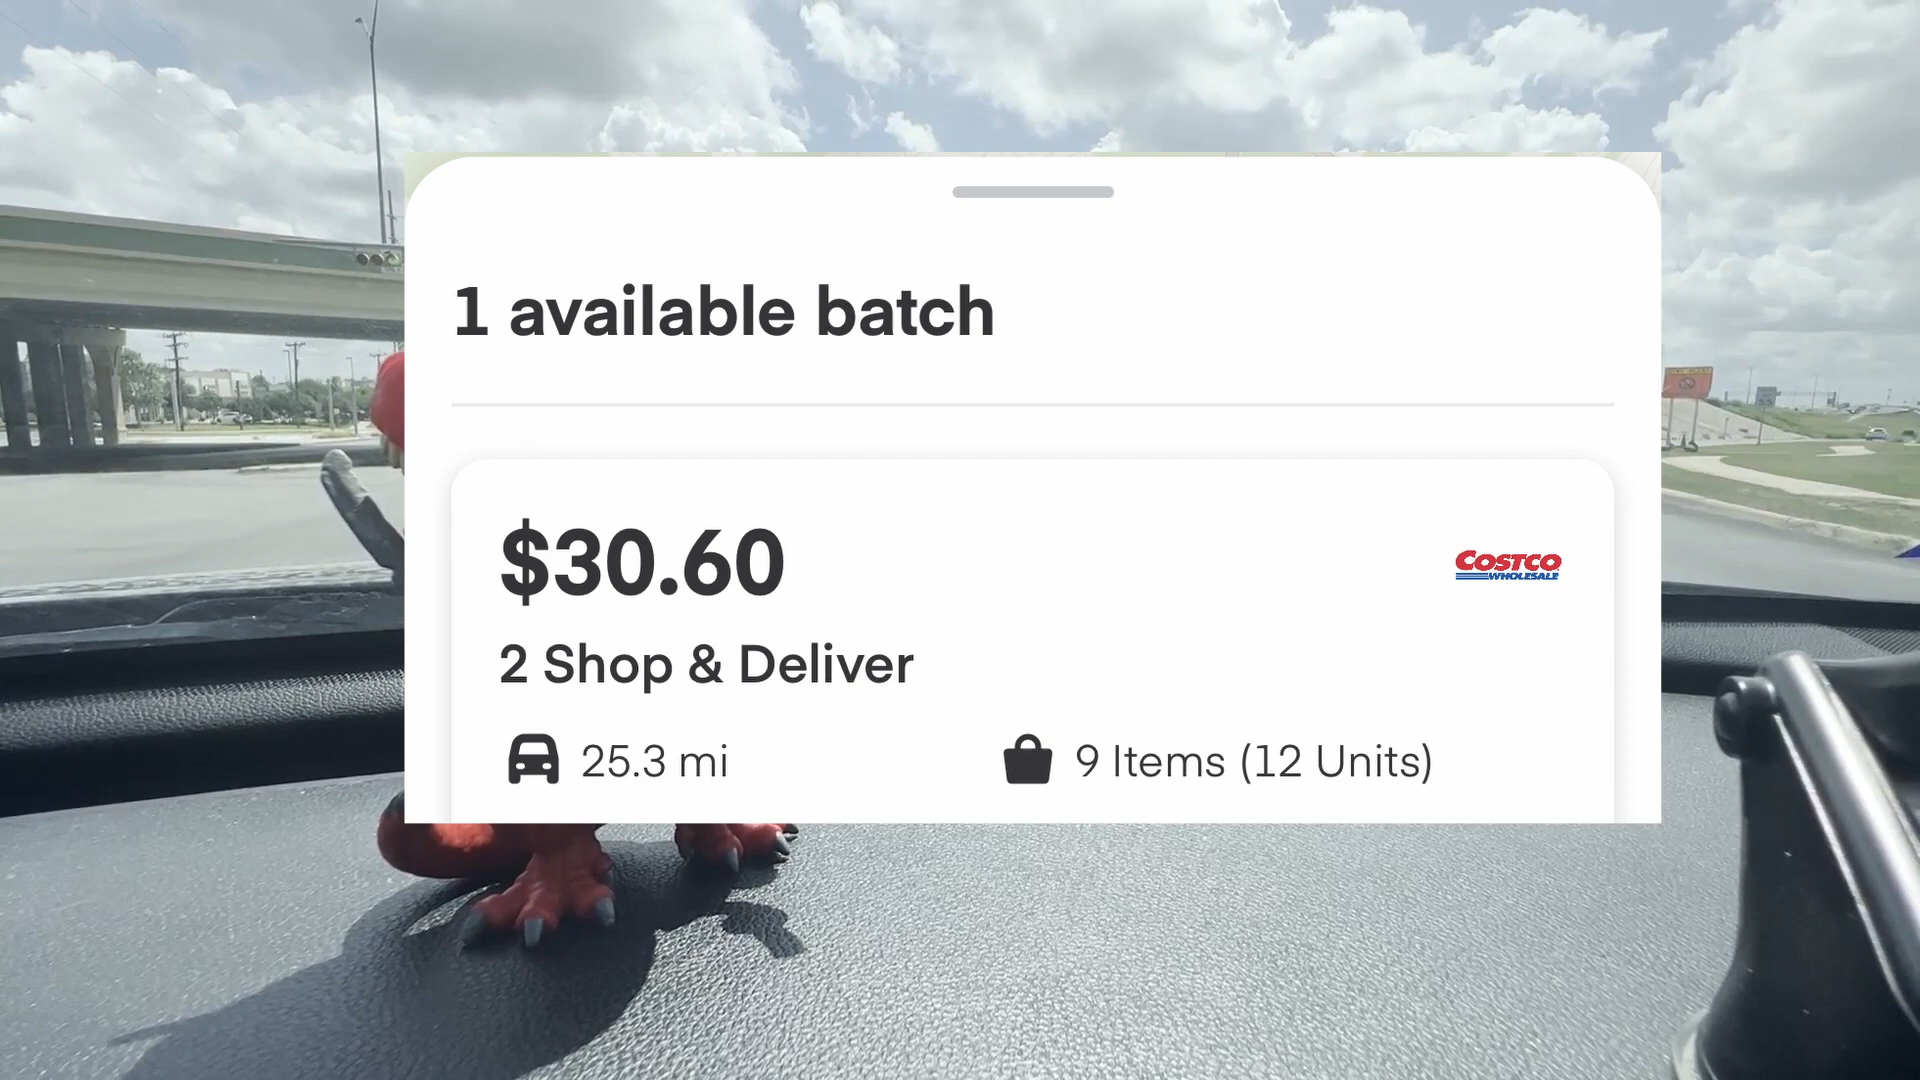 1 available batch
$30.60
COSTCO
WHOLESALE
2 Shop & Deliver
25.3 mi
9 Items (12 Units)